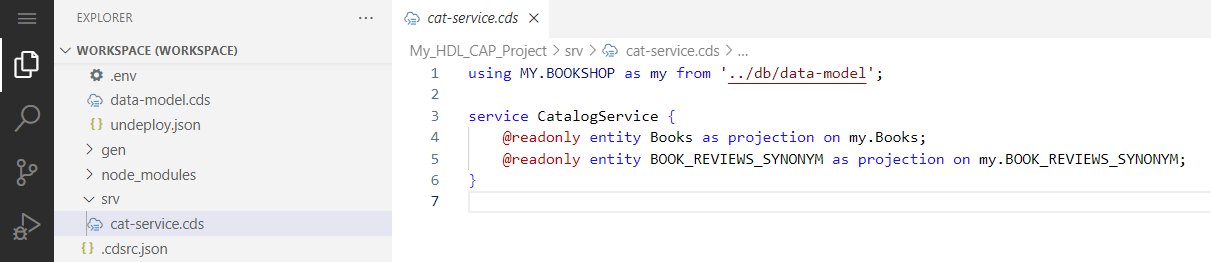 EXPLORER
WORKSPACE (WORKSPACE)
.env
data-model.cds
{} undeploy.json
gen
node_modules
srv
cat-service.cds
{} .cdsrc.json
cat-service.cds
My_HDL_CAP_Project > srv > cat-service.cds > ...
1 using MY.BOOKSHOP as my from '../db/data-model';
2
3 service CatalogService {
4 @readonly entity Books as projection on my.Books;
5 @readonly entity BOOK_REVIEWS_SYNONYM as projection on my.BOOK_REVIEWS_SYNONYM;
6 }
7